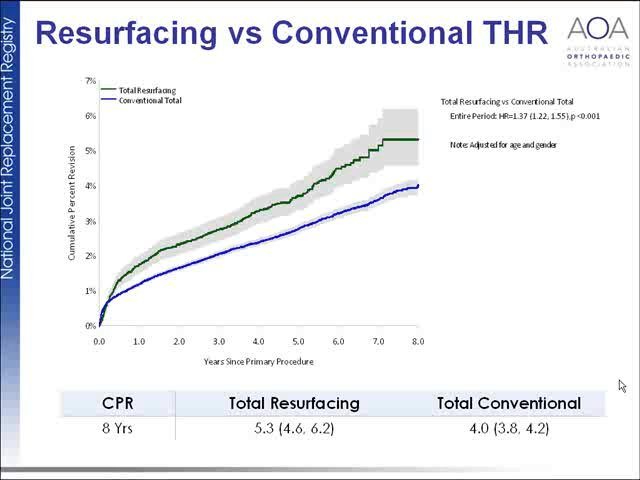 Resurfacing vs Conventional THR
AOA
AUSTRALIAN
ORTHOPAEDIC
ASSOCIATION
National Joint Replacement Registry
7%
6%
5%
4%
3%
2%
1%
0%
Cumulative Percent Revision
Total Resurfacing
Conventional Total
0.0 1.0 2.0 3.0 4.0 5.0 6.0 7.0 8.0
Years Since Primary Procedure
Total Resurfacing vs Conventional Total
Entire Period: HR=1.37 (1.22, 1.55),p <0.001
Note: Adjusted for age and gender
CPR Total Resurfacing Total Conventional
8 Yrs 5.3 (4.6, 6.2) 4.0 (3.8, 4.2)